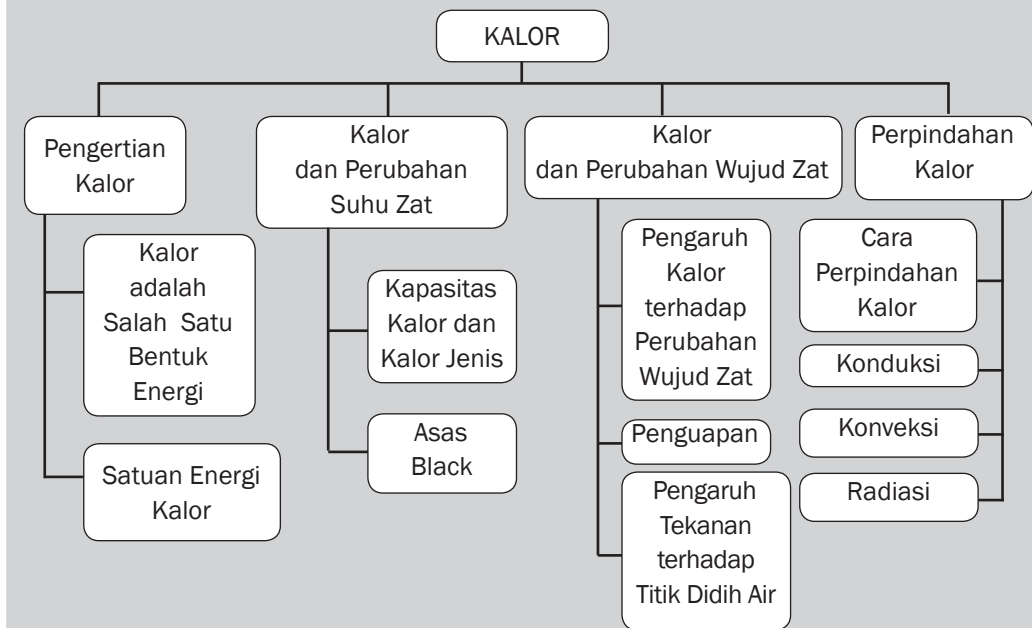 KALOR
Pengertian
Kalor
Kalor
adalah
Salah Satu
Bentuk
Energi
Satuan Energi
Kalor
Kalor
dan Perubahan
Suhu Zat
Kapasitas
Kalor dan
Kalor Jenis
Asas
Black
Kalor
dan Perubahan Wujud Zat
Pengaruh
Kalor
terhadap
Perubahan
Wujud Zat
Penguapan
Pengaruh
Tekanan
terhadap
Titik Didih Air
Perpindahan
Kalor
Cara
Perpindahan
Kalor
Konduksi
Konveksi
Radiasi